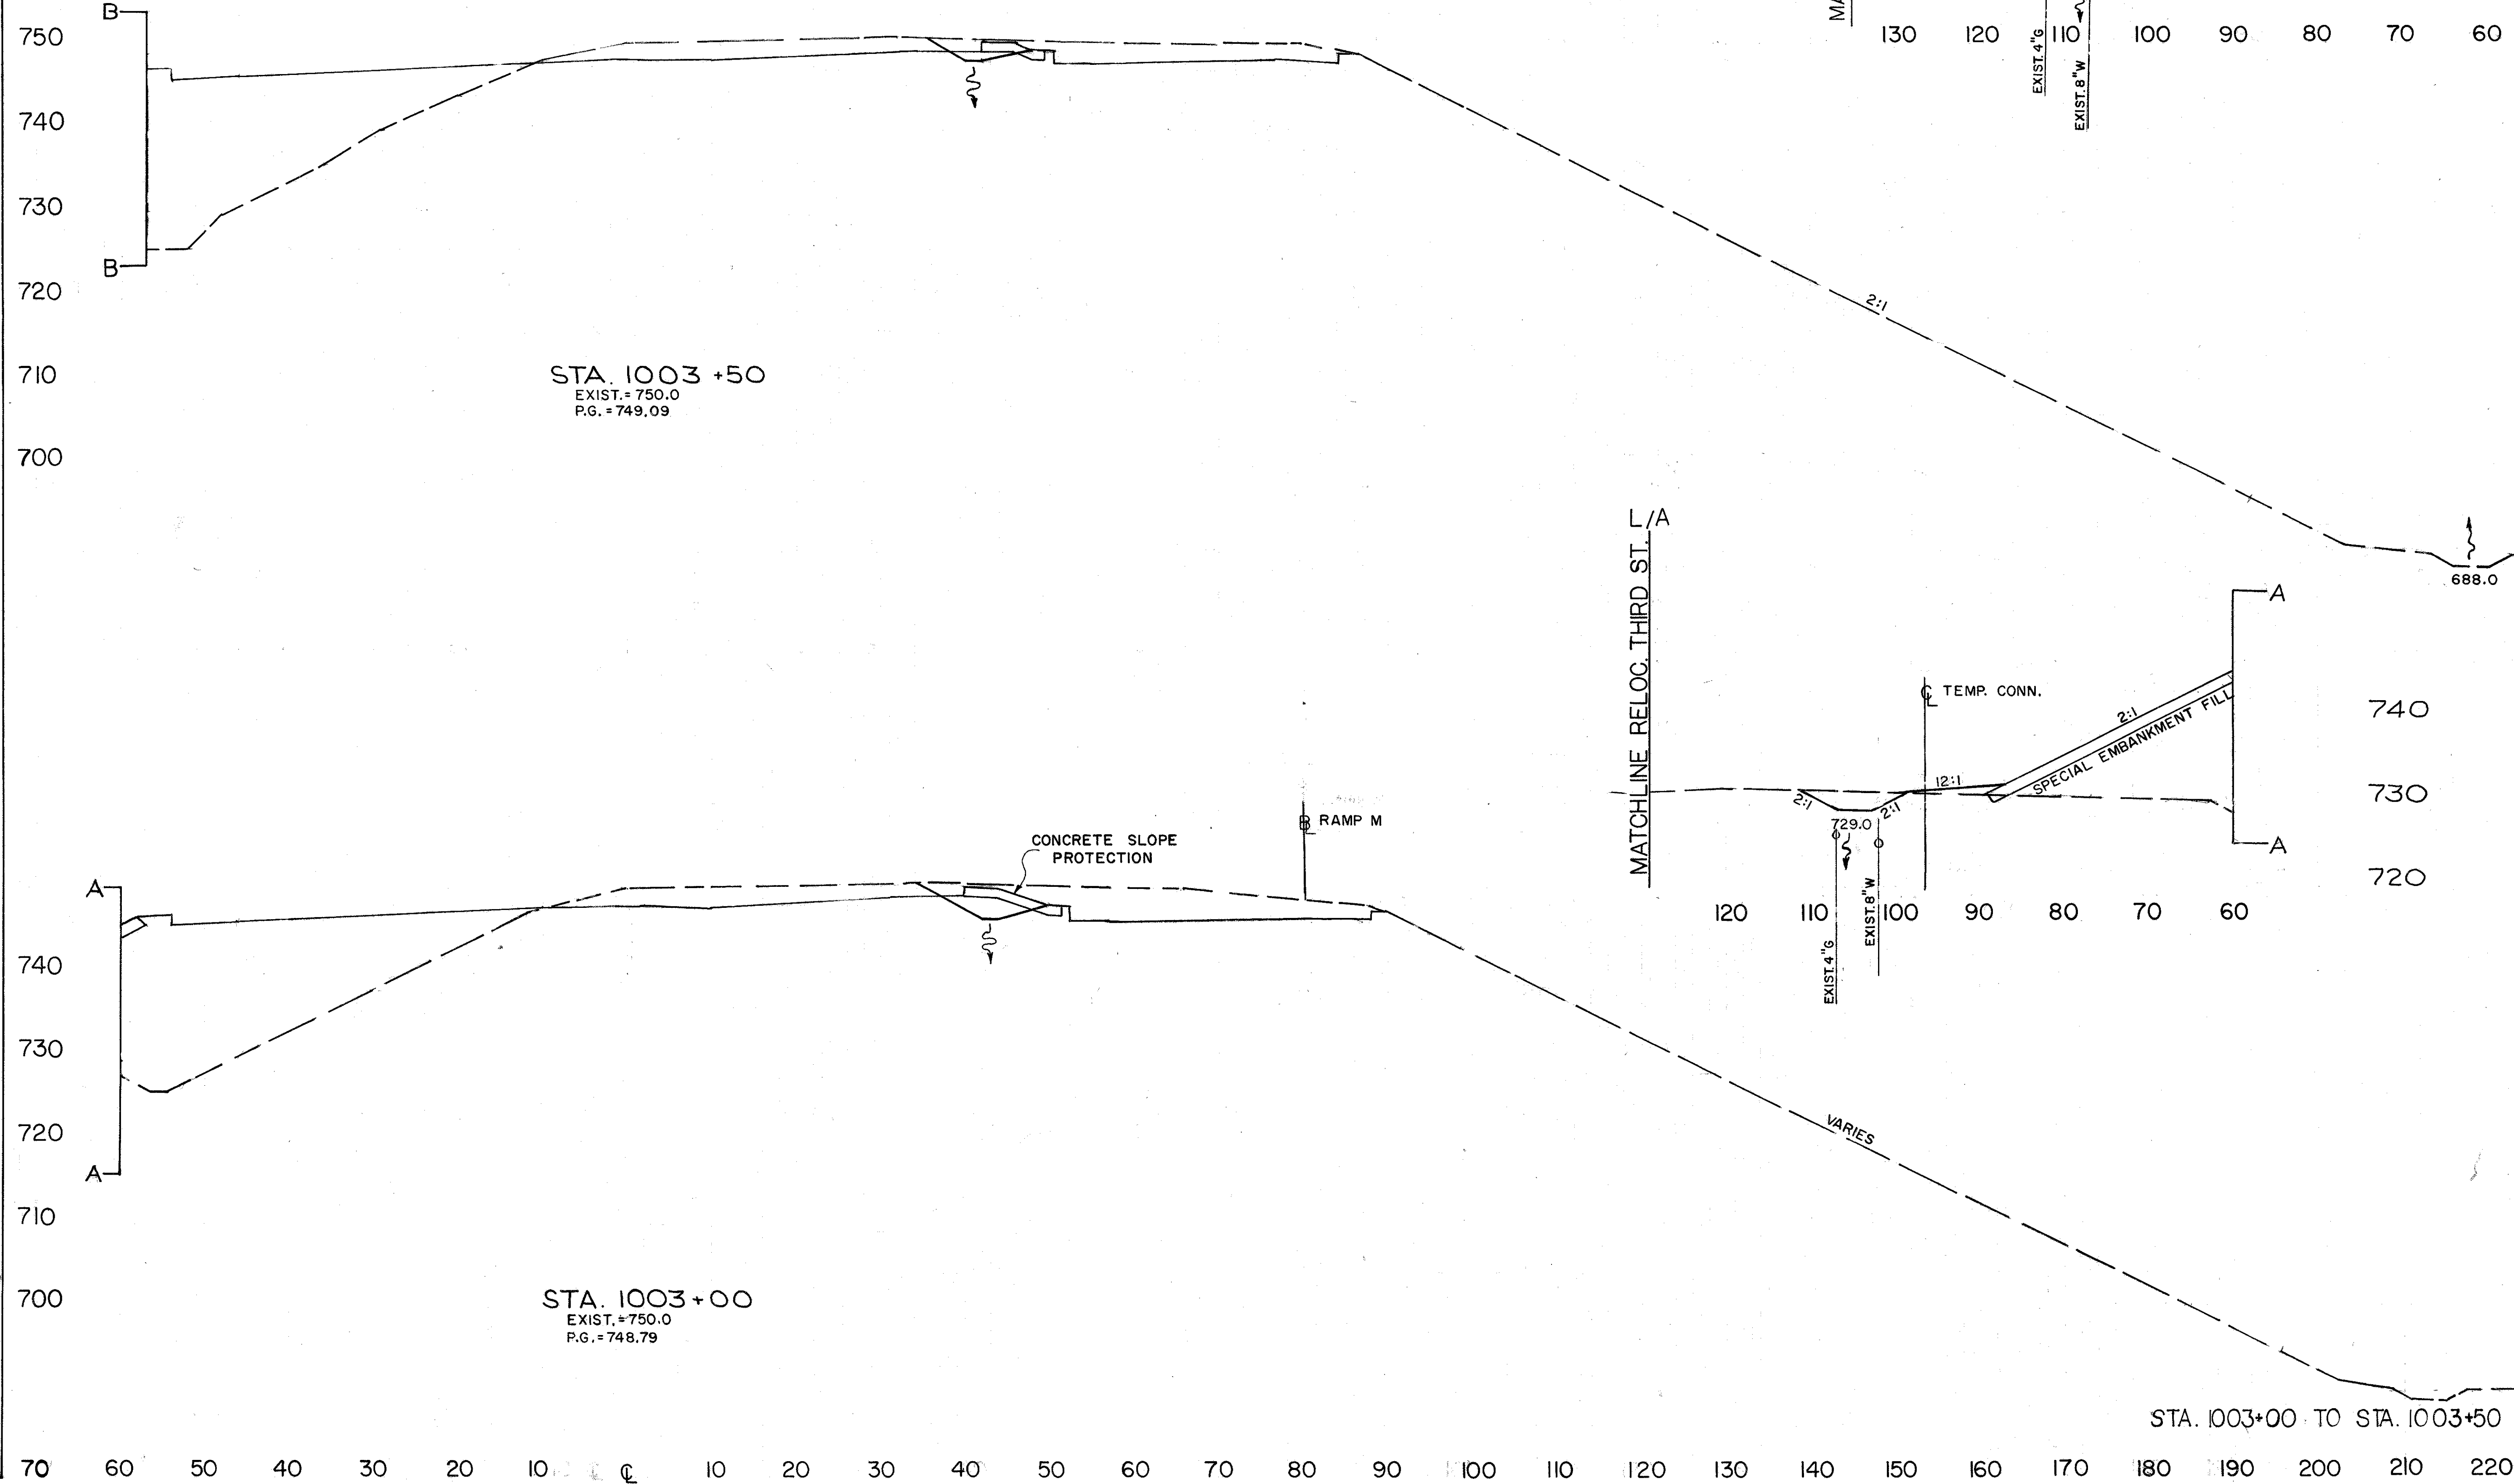 B
750
740
730
720
710
700
B
MA
130 120 110 100 90 80 70 60
EXIST. 4"G
EXIST. 8"W
2:1
STA. 1003 +50
EXIST.= 750.0
P.G. = 749.09
688.0
L/A
MATCHLINE RELOC. THIRD ST.
A
℄ TEMP. CONN.
2:1
SPECIAL EMBANKMENT FILL
12:1
2:1
2:1
729.0
740
730
720
A
120 110 100 90 80 70 60
EXIST. 4"G
EXIST. 8"W
B RAMP M
L
CONCRETE SLOPE
PROTECTION
A
740
730
720
710
700
A
VARIES
STA. 1003+00
EXIST. =750.0
P.G. = 748.79
STA. 1003+00 TO STA. 1003+50
70 60 50 40 30 20 10 ℄ 10 20 30 40 50 60 70 80 90 100 110 120 130 140 150 160 170 180 190 200 210 220